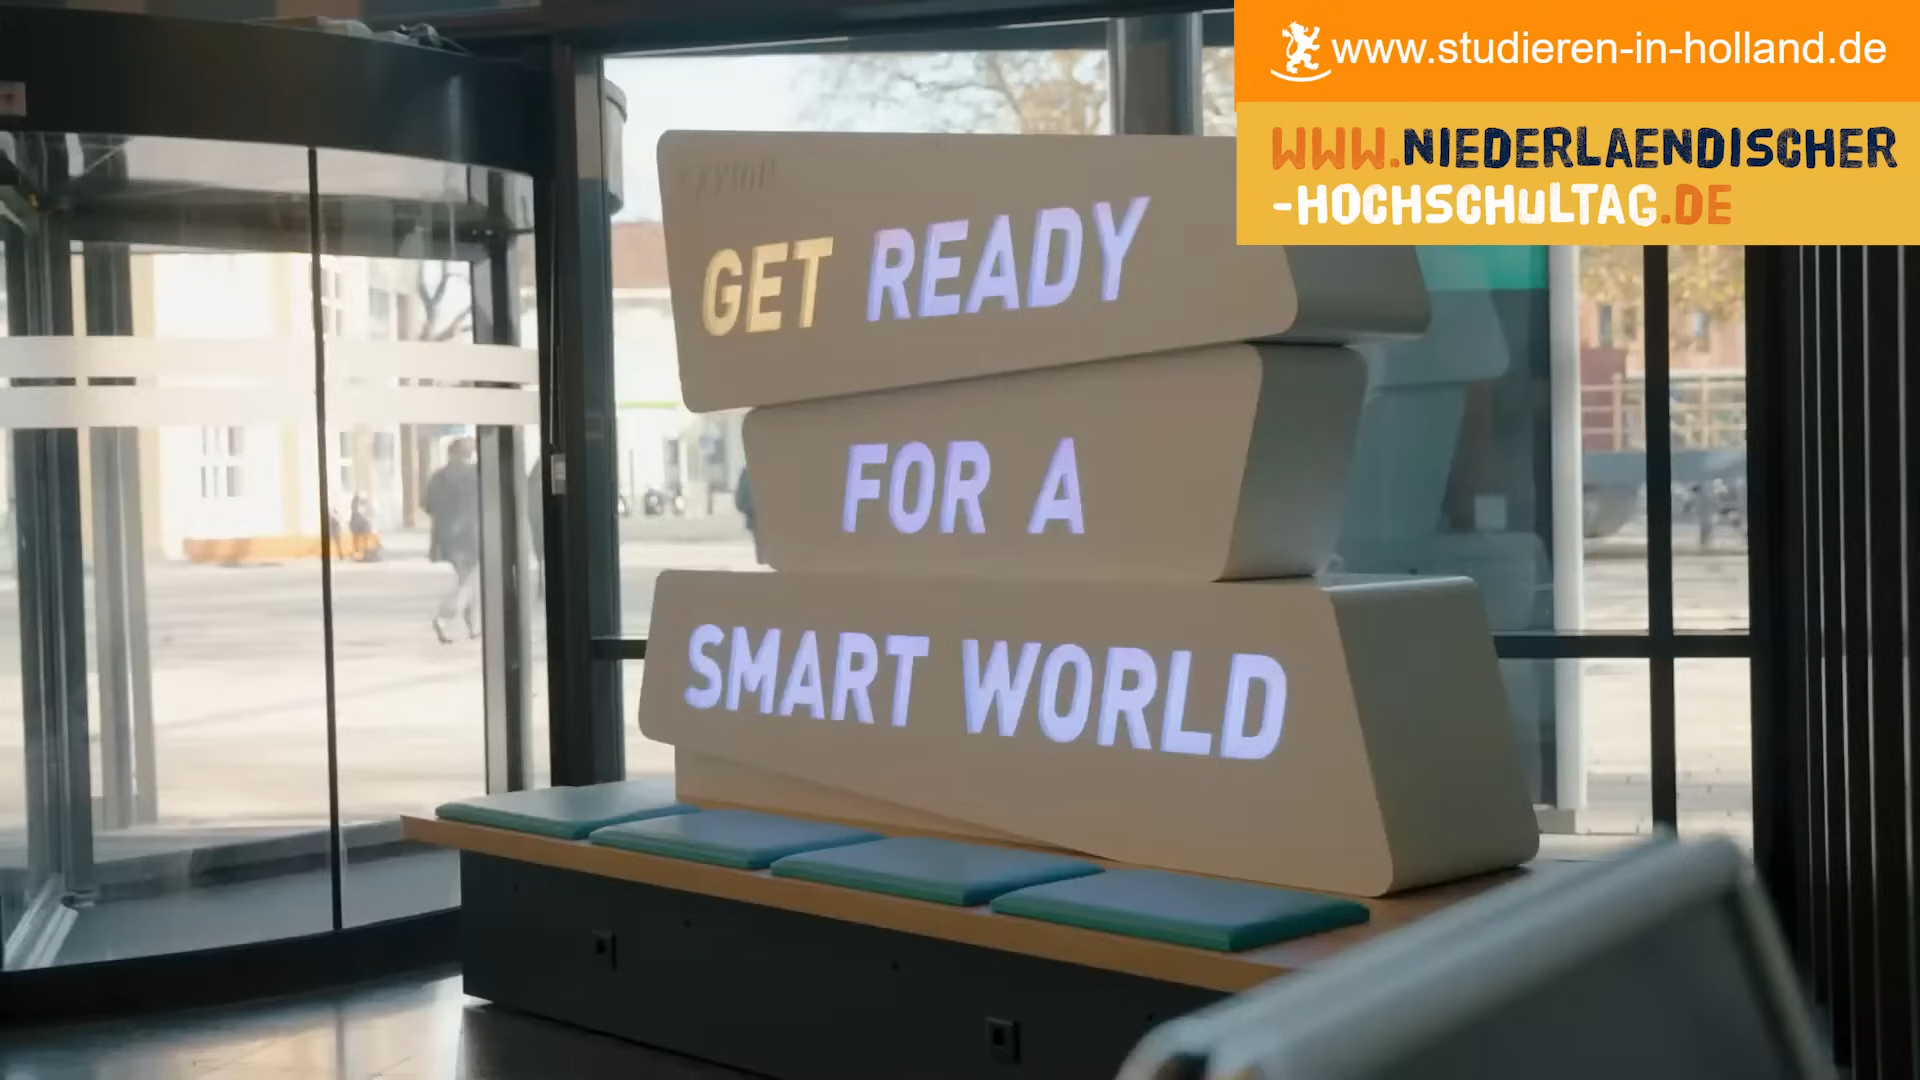 www.studieren-in-holland.de
WWW.NIEDERLAENDISCHER
-HOCHSCHULTAG.DE
GET READY
FOR A
SMART WORLD